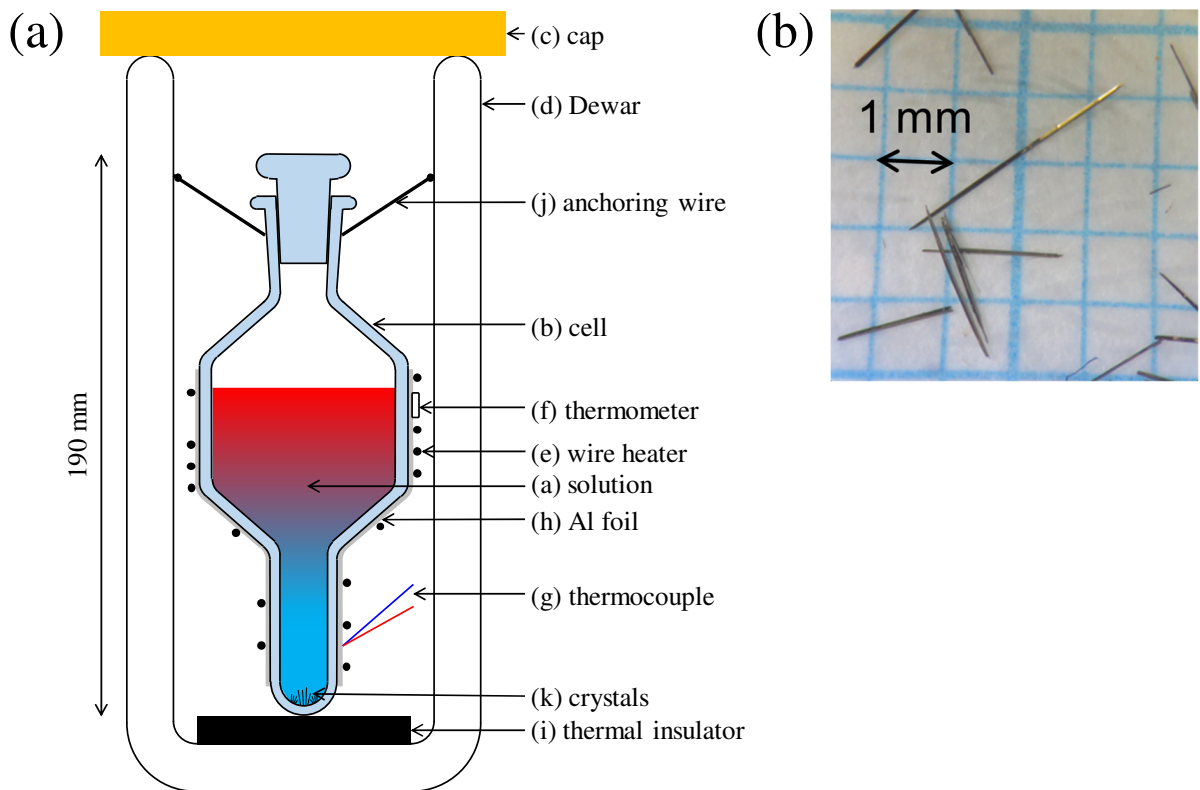 (a)
(c) cap
(d) Dewar
190 mm
(j) anchoring wire
(b) cell
(f) thermometer
(e) wire heater
(a) solution
(h) Al foil
(g) thermocouple
(k) crystals
(i) thermal insulator
(b)
1 mm